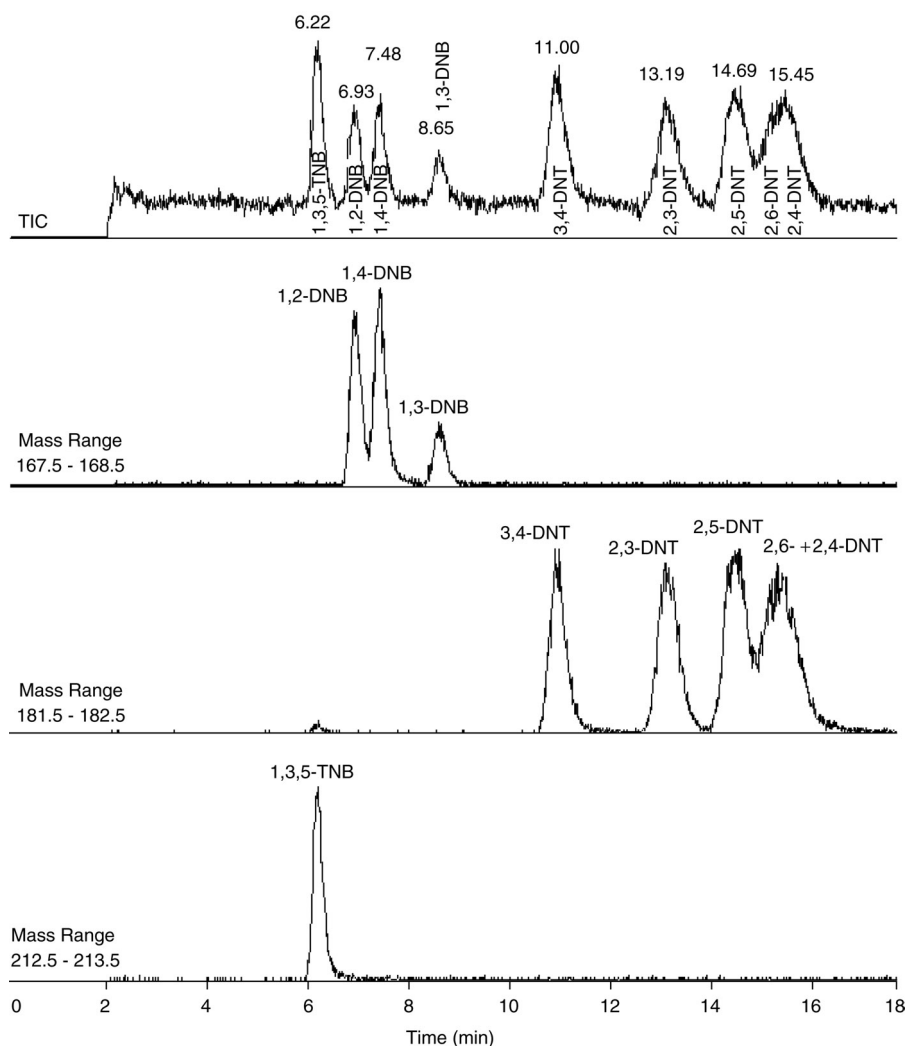 6.22
6.93
7.48
8.65
1,3-DNB
11.00
13.19
14.69
15.45
1,3,5-TNB
1,2-DNB
1,4-DNB
3,4-DNT
2,3-DNT
2,5-DNT
2,6-DNT
2,4-DNT
TIC
1,4-DNB
1,2-DNB
1,3-DNB
Mass Range
167.5 - 168.5
3,4-DNT
2,3-DNT
2,5-DNT
2,6- +2,4-DNT
Mass Range
181.5 - 182.5
1,3,5-TNB
Mass Range
212.5 - 213.5
0 2 4 6 8 10 12 14 16 18
Time (min)